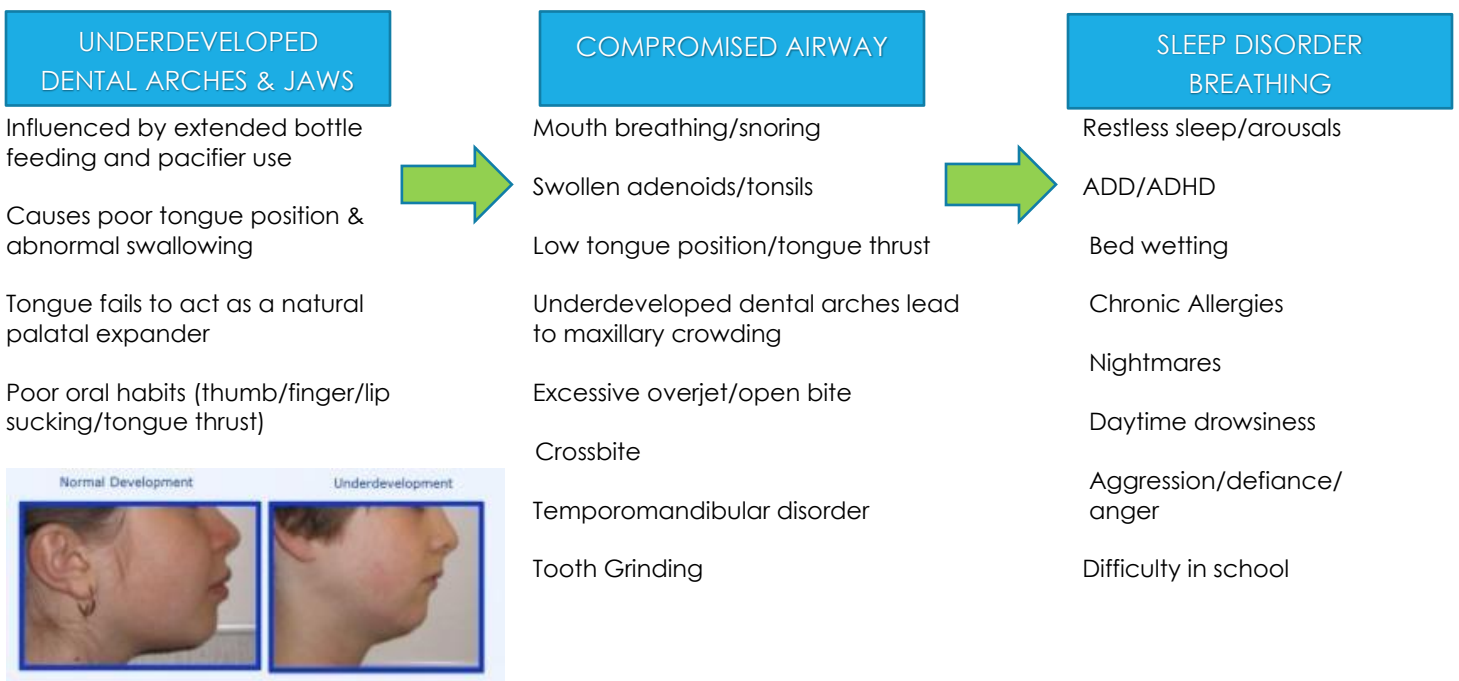 UNDERDEVELOPED
DENTAL ARCHES & JAWS
Influenced by extended bottle
feeding and pacifier use
Causes poor tongue position &
abnormal swallowing
Tongue fails to act as a natural
palatal expander
Poor oral habits (thumb/finger/lip
sucking/tongue thrust)
Normal Development
Underdevelopment
COMPROMISED AIRWAY
Mouth breathing/snoring
Swollen adenoids/tonsils
Low tongue position/tongue thrust
Underdeveloped dental arches lead
to maxillary crowding
Excessive overjet/open bite
Crossbite
Temporomandibular disorder
Tooth Grinding
SLEEP DISORDER
BREATHING
Restless sleep/arousals
ADD/ADHD
Bed wetting
Chronic Allergies
Nightmares
Daytime drowsiness
Aggression/defiance/
anger
Difficulty in school